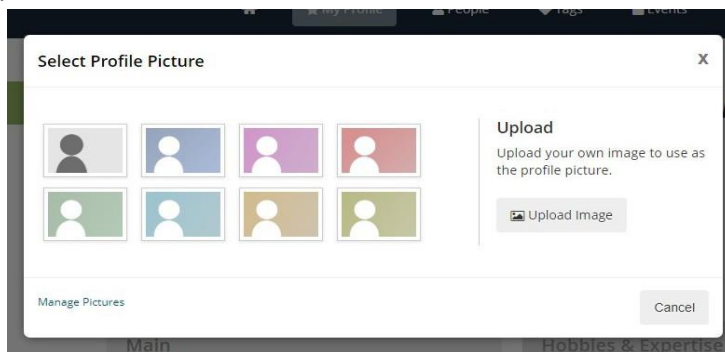 My Profile
People
Tags
Events
Select Profile Picture
X
Upload
Upload your own image to use as
the profile picture.
Upload Image
Manage Pictures
Cancel
Main
Hobbies & Expertise